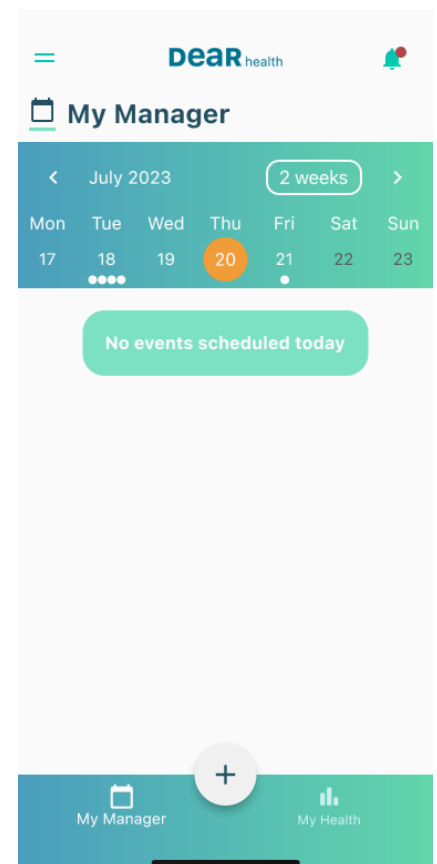 DeaR health
My Manager
July 2023 2 weeks
Mon Tue Wed Thu Fri Sat Sun
17 18 19 20 21 22 23
No events scheduled today
+
My Manager My Health